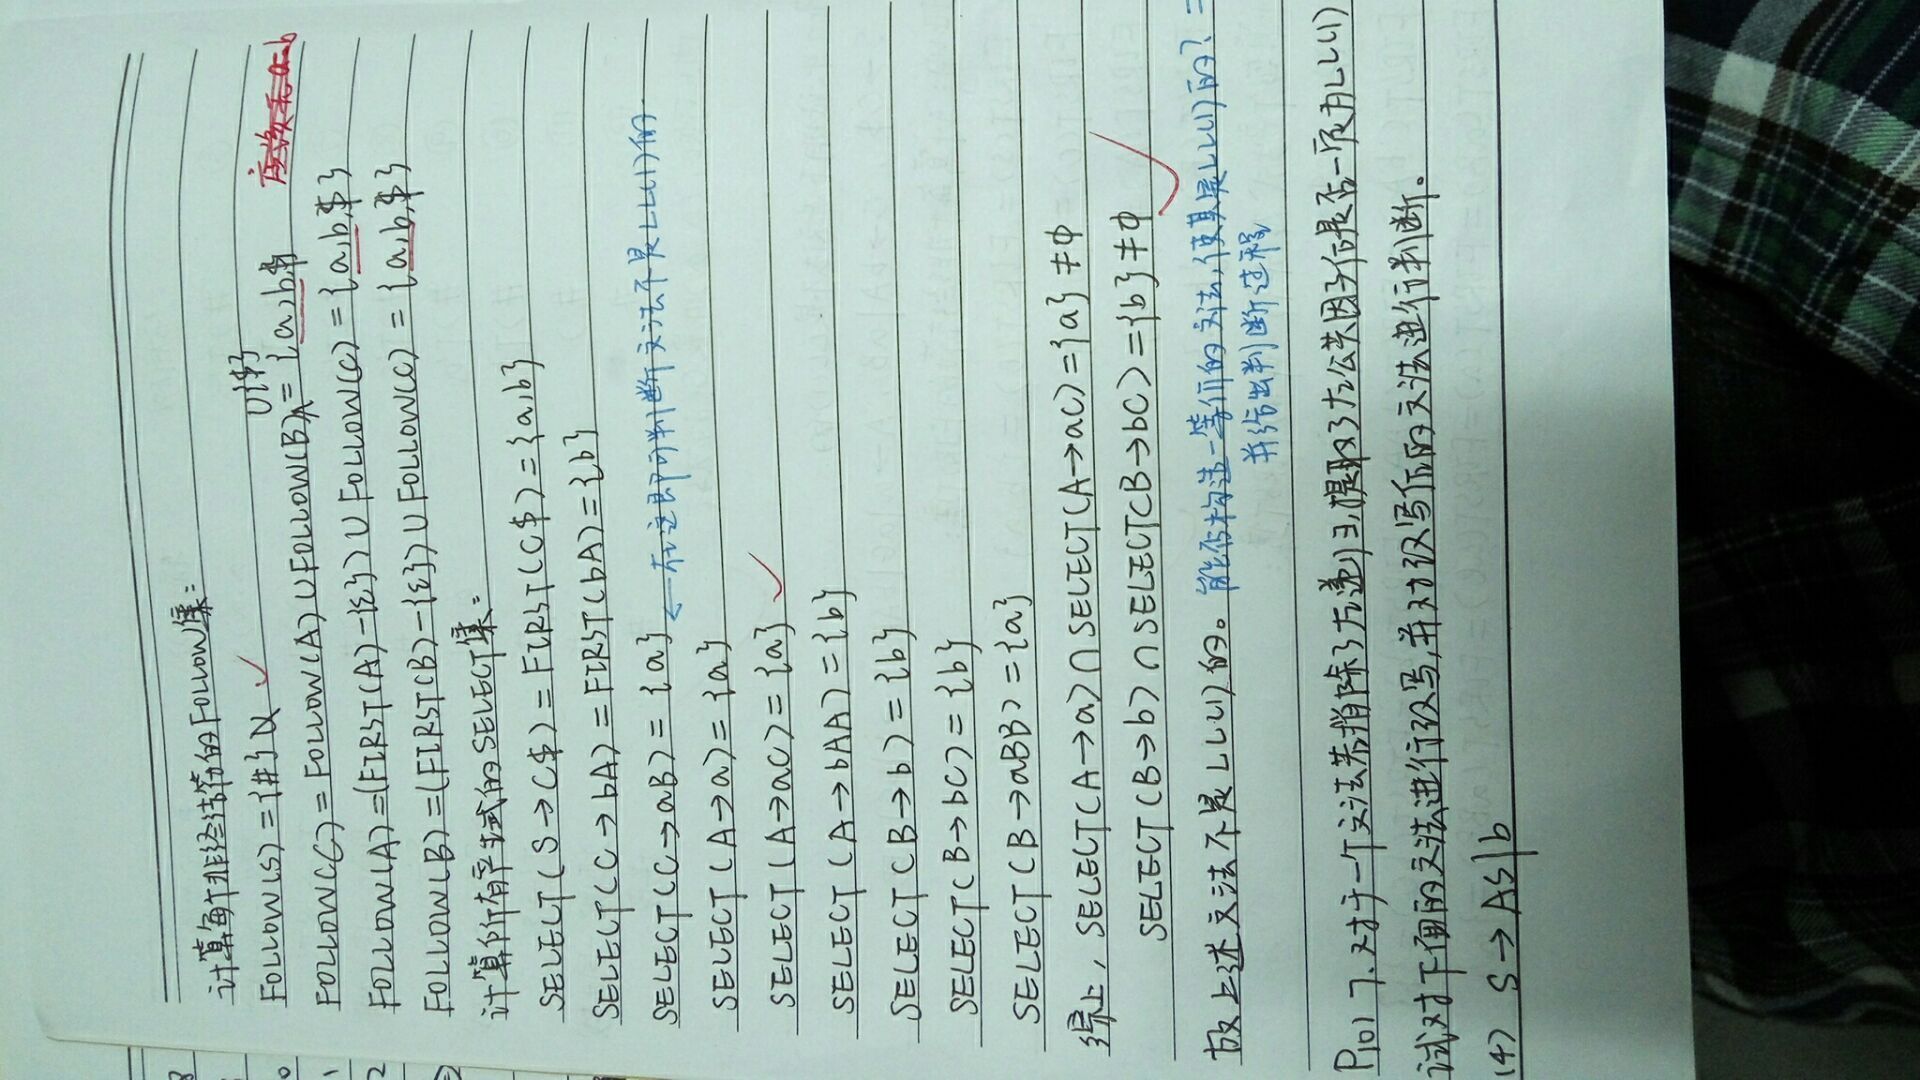 计算每个非终结符的FOLLOW集:
FOLLOW(S) = {#}
FOLLOW(C) = FOLLOW(A) ∪ FOLLOW(B) ∪{$} = {a,b,$ 应该无a.b
FOLLOW(A) =(FIRST(A)-{ε}) ∪ FOLLOW(C) = {a,b,$}
FOLLOW(B) =(FIRST(B)-{ε}) ∪ FOLLOW(C) = {a,b,$}
计算所有产生式的SELECT集:
SELECT(S→C$) = FIRST(C$) = {a,b}
SELECT(C→bA) = FIRST(bA) = {b}
SELECT(C→aB) = {a} ←在这即可判断文法不是LL(1)的.
SELECT(A→a) = {a}
SELECT(A→aC) = {a}
SELECT(A→bAA) = {b}
SELECT(B→b) = {b}
SELECT(B→bC) = {b}
SELECT(B→aBB) = {a}
综上, SELECT(A→a) ∩ SELECT(A→aC) = {a} ≠ Φ
SELECT(B→b) ∩ SELECT(B→bC) = {b} ≠ Φ
故上述文法不是LL(1)的。能否构造一等价的文法,使其是LL(1)的? =
并给出判断过程
P101 7. 对于一个文法若消除了左递归,提取了左公共因子后是否一定为LL(1)
试对下面的文法进行改写,并对改写后的文法进行判断。
(4) S → AS|b